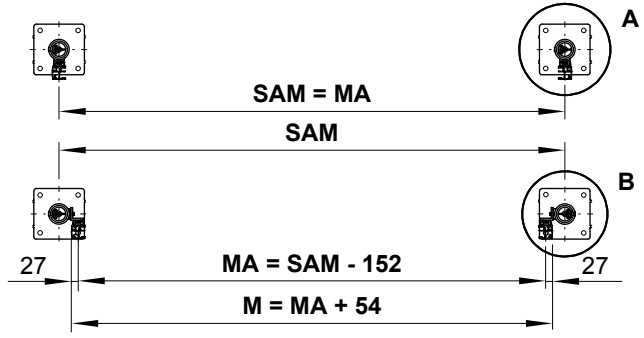 A
SAM = MA
SAM
B
27 MA = SAM - 152 27
M = MA + 54